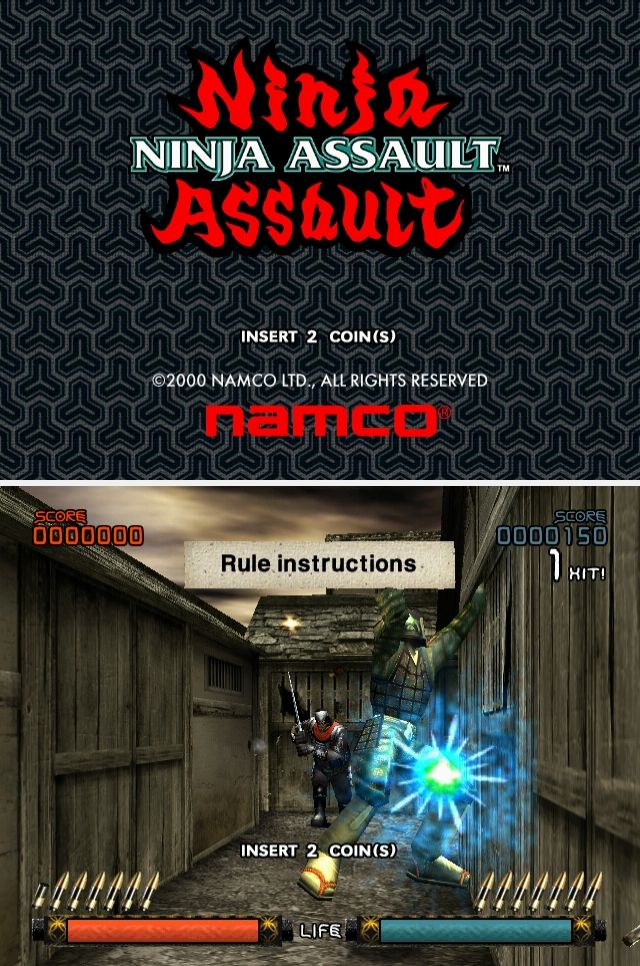 Ninja
NINJA ASSAULT™
Assault
INSERT 2 COIN(S)
©2000 NAMCO LTD., ALL RIGHTS RESERVED
namco®
SCORE
0000000
SCORE
0000150
1 HIT!
Rule instructions
INSERT 2 COIN(S)
LIFE